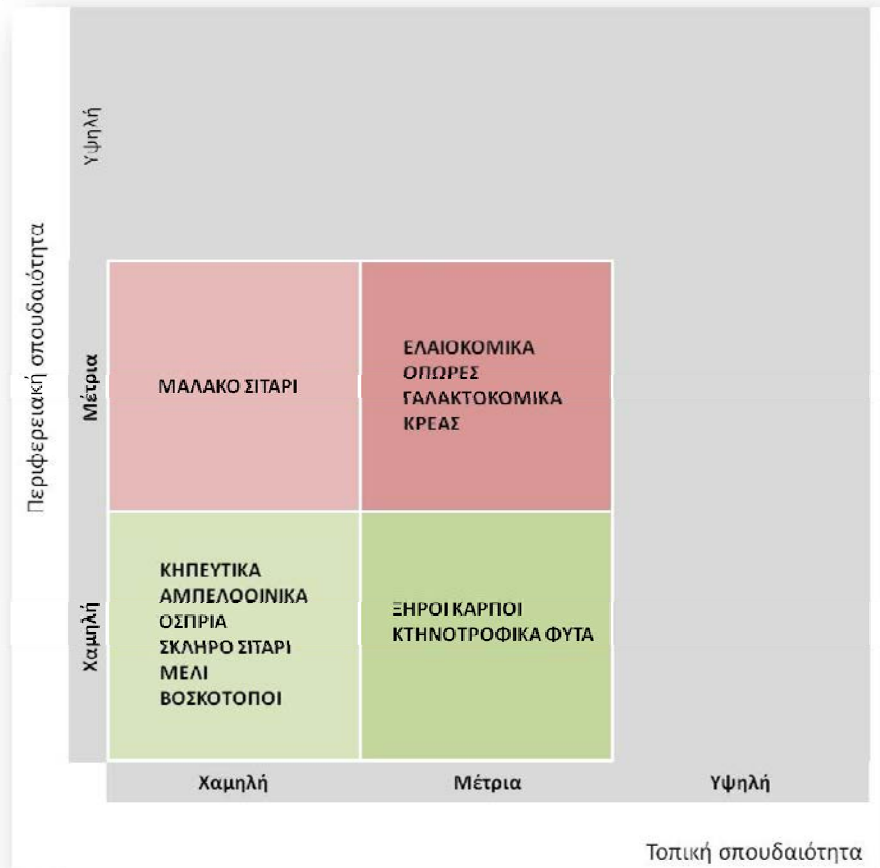 Περιφερειακή σπουδαιότητα
Υψηλή
Μέτρια
Χαμηλή
ΜΑΛΑΚΟ ΣΙΤΑΡΙ
ΕΛΑΙΟΚΟΜΙΚΑ
ΟΠΩΡΕΣ
ΓΑΛΑΚΤΟΚΟΜΙΚΑ
ΚΡΕΑΣ
ΚΗΠΕΥΤΙΚΑ
ΑΜΠΕΛΟΟΙΝΙΚΑ
ΟΣΠΡΙΑ
ΣΚΛΗΡΟ ΣΙΤΑΡΙ
ΜΕΛΙ
ΒΟΣΚΟΤΟΠΟΙ
ΞΗΡΟΙ ΚΑΡΠΟΙ
ΚΤΗΝΟΤΡΟΦΙΚΑ ΦΥΤΑ
Χαμηλή
Μέτρια
Υψηλή
Τοπική σπουδαιότητα